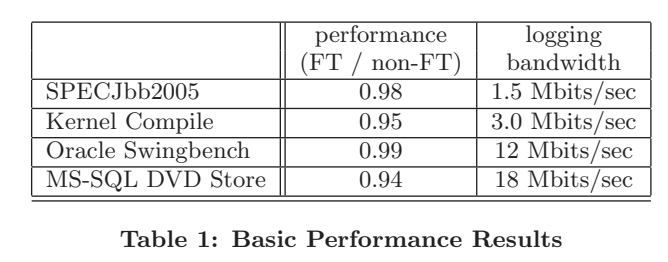 performance logging
(FT / non-FT) bandwidth
SPECJbb2005 0.98 1.5 Mbits/sec
Kernel Compile 0.95 3.0 Mbits/sec
Oracle Swingbench 0.99 12 Mbits/sec
MS-SQL DVD Store 0.94 18 Mbits/sec
Table 1: Basic Performance Results